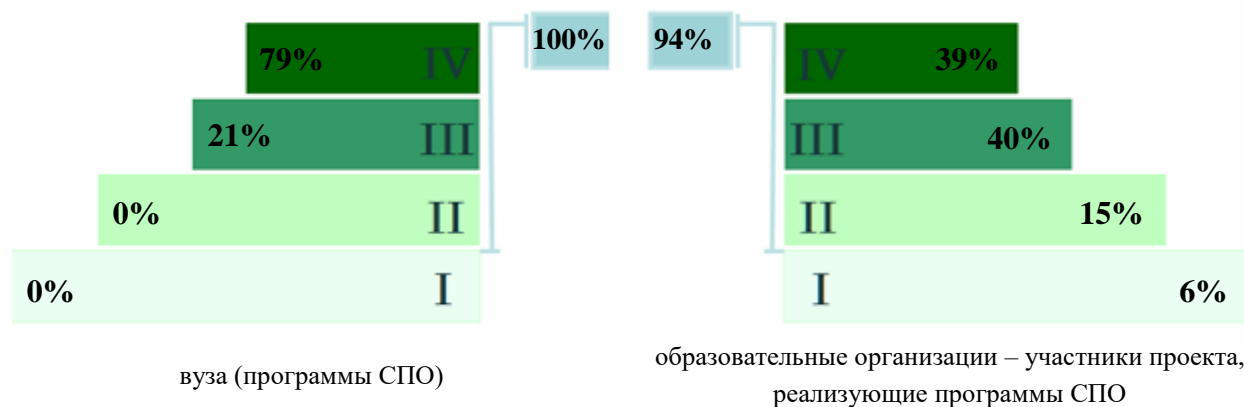 100% 94%
79% IV IV 39%
21% III III 40%
0% II II 15%
0% I I 6%
вуза (программы СПО)
образовательные организации – участники проекта,
реализующие программы СПО